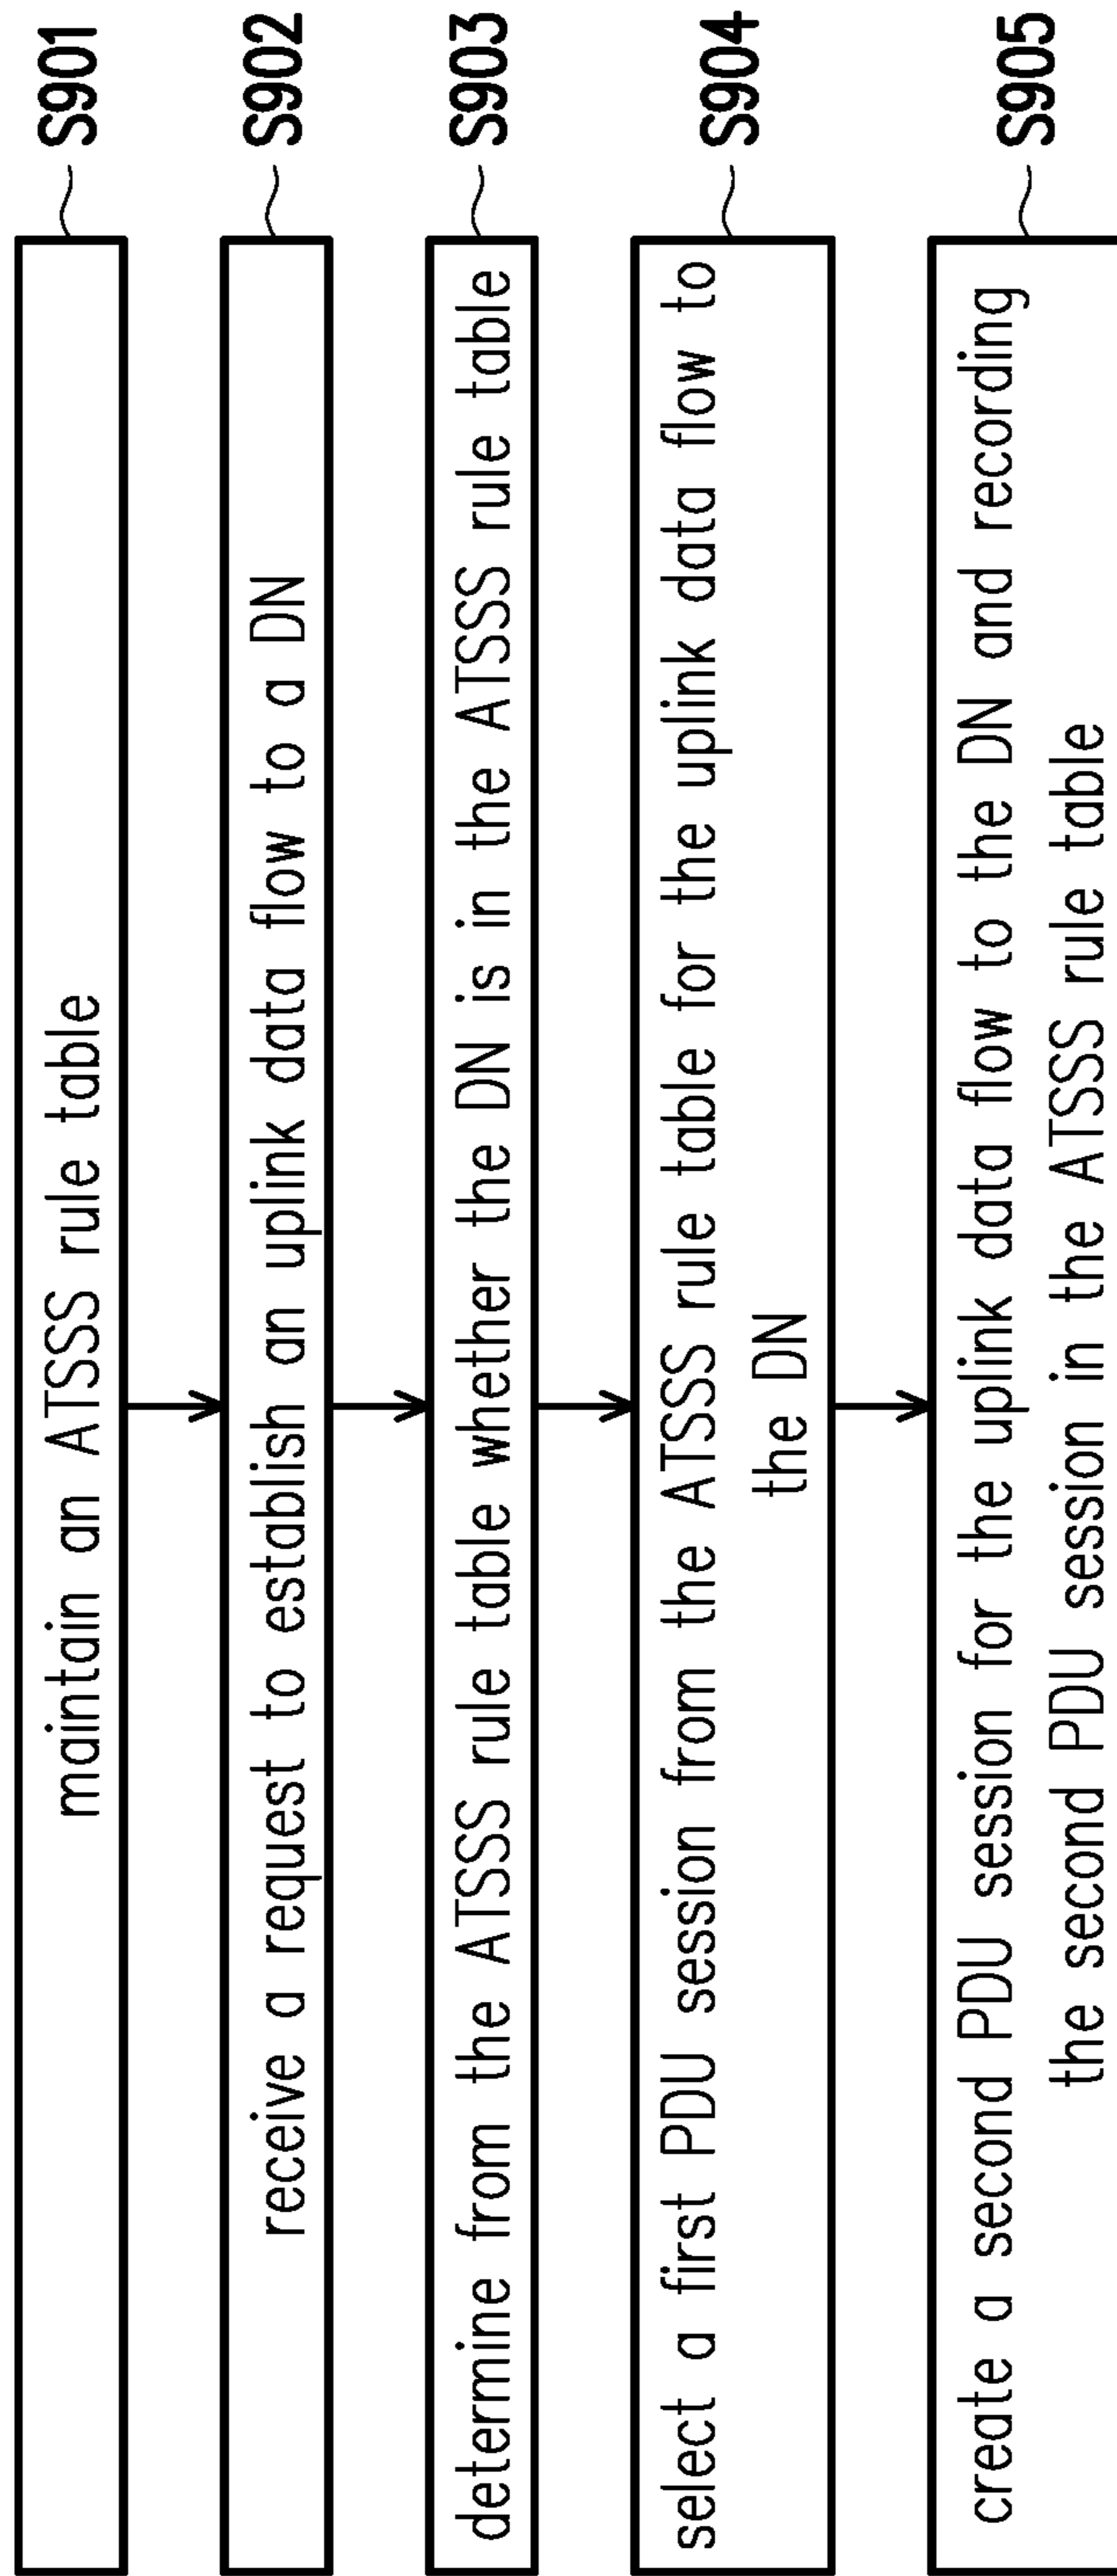 maintain an ATSSS rule table
S901
receive a request to establish an uplink data flow to a DN
S902
determine from the ATSSS rule table whether the DN is in the ATSSS rule table
S903
select a first PDU session from the ATSSS rule table for the uplink data flow to
the DN
S904
create a second PDU session for the uplink data flow to the DN and recording
the second PDU session in the ATSSS rule table
S905